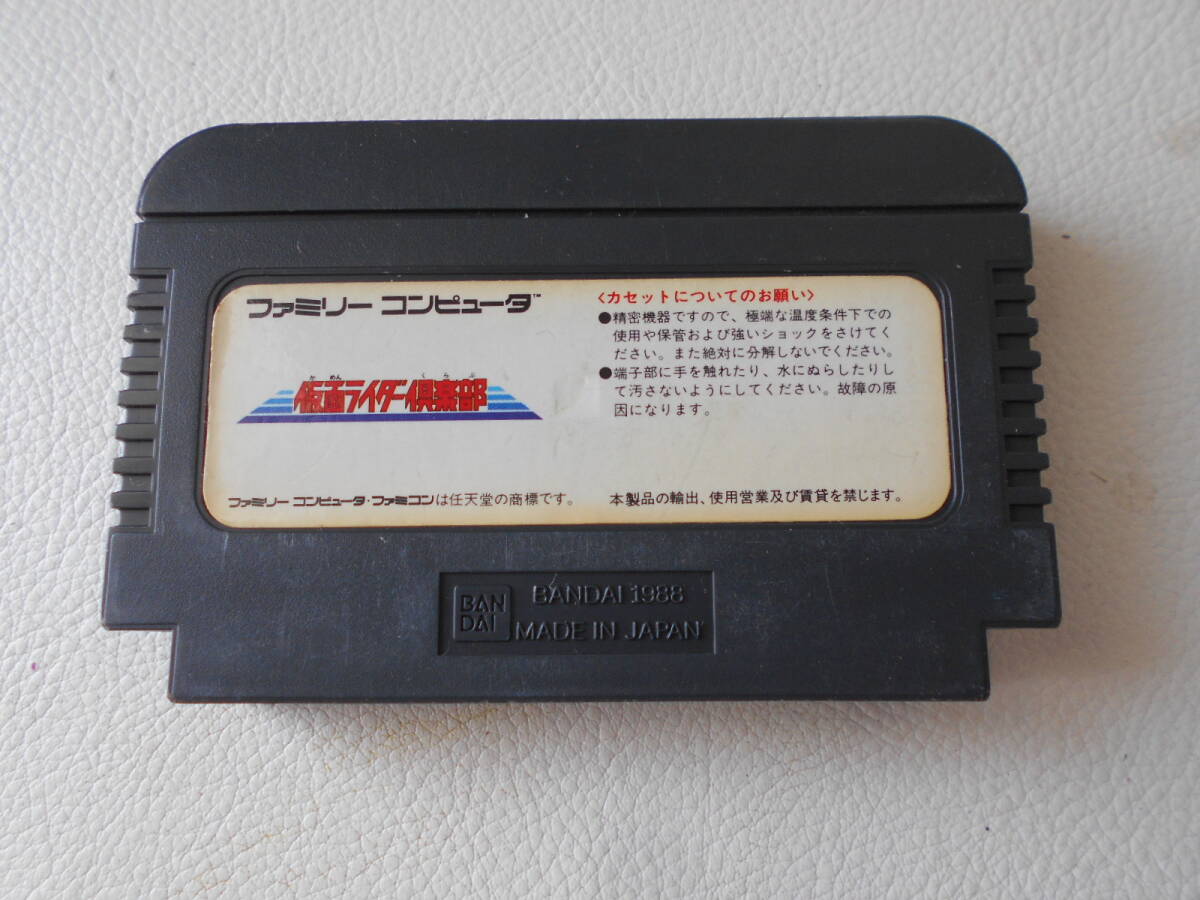 ファミリー コンピュータ™
かめん くらぶ
仮面ライダー倶楽部
ファミリー コンピュータ・ファミコンは任天堂の商標です。
〈カセットについてのお願い〉
●精密機器ですので、極端な温度条件下での
使用や保管および強いショックをさけてく
ださい。また絶対に分解しないでください。
●端子部に手を触れたり、水にぬらしたりし
て汚さないようにしてください。故障の原
因になります。
本製品の輸出、使用営業及び賃貸を禁じます。
BAN
DAI
BANDAI 1988
MADE IN JAPAN